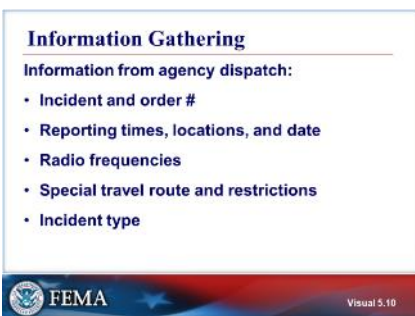 Information Gathering
Information from agency dispatch:
• Incident and order #
• Reporting times, locations, and date
• Radio frequencies
• Special travel route and restrictions
• Incident type
FEMA
Visual 5.10